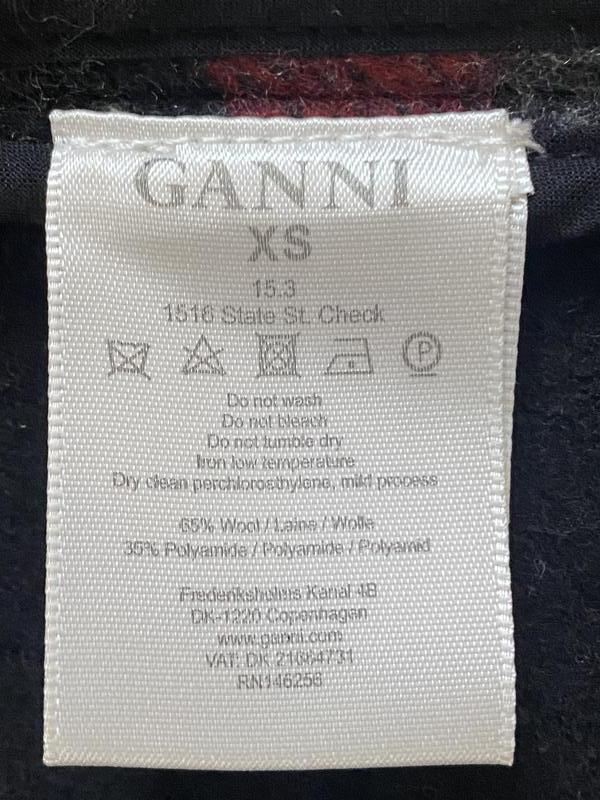 GANNI
XS
15.3
1516 State St. Check
P
Do not wash
Do not bleach
Do not tumble dry
Iron low temperature
Dry clean perchloroethylene, mild process
65% Wool / Laine / Wolle
35% Polyamide / Polyamide / Polyamid
Frederiksholms Kanal 4B
DK-1220 Copenhagen
www.ganni.com
VAT: DK 21664731
RN146256